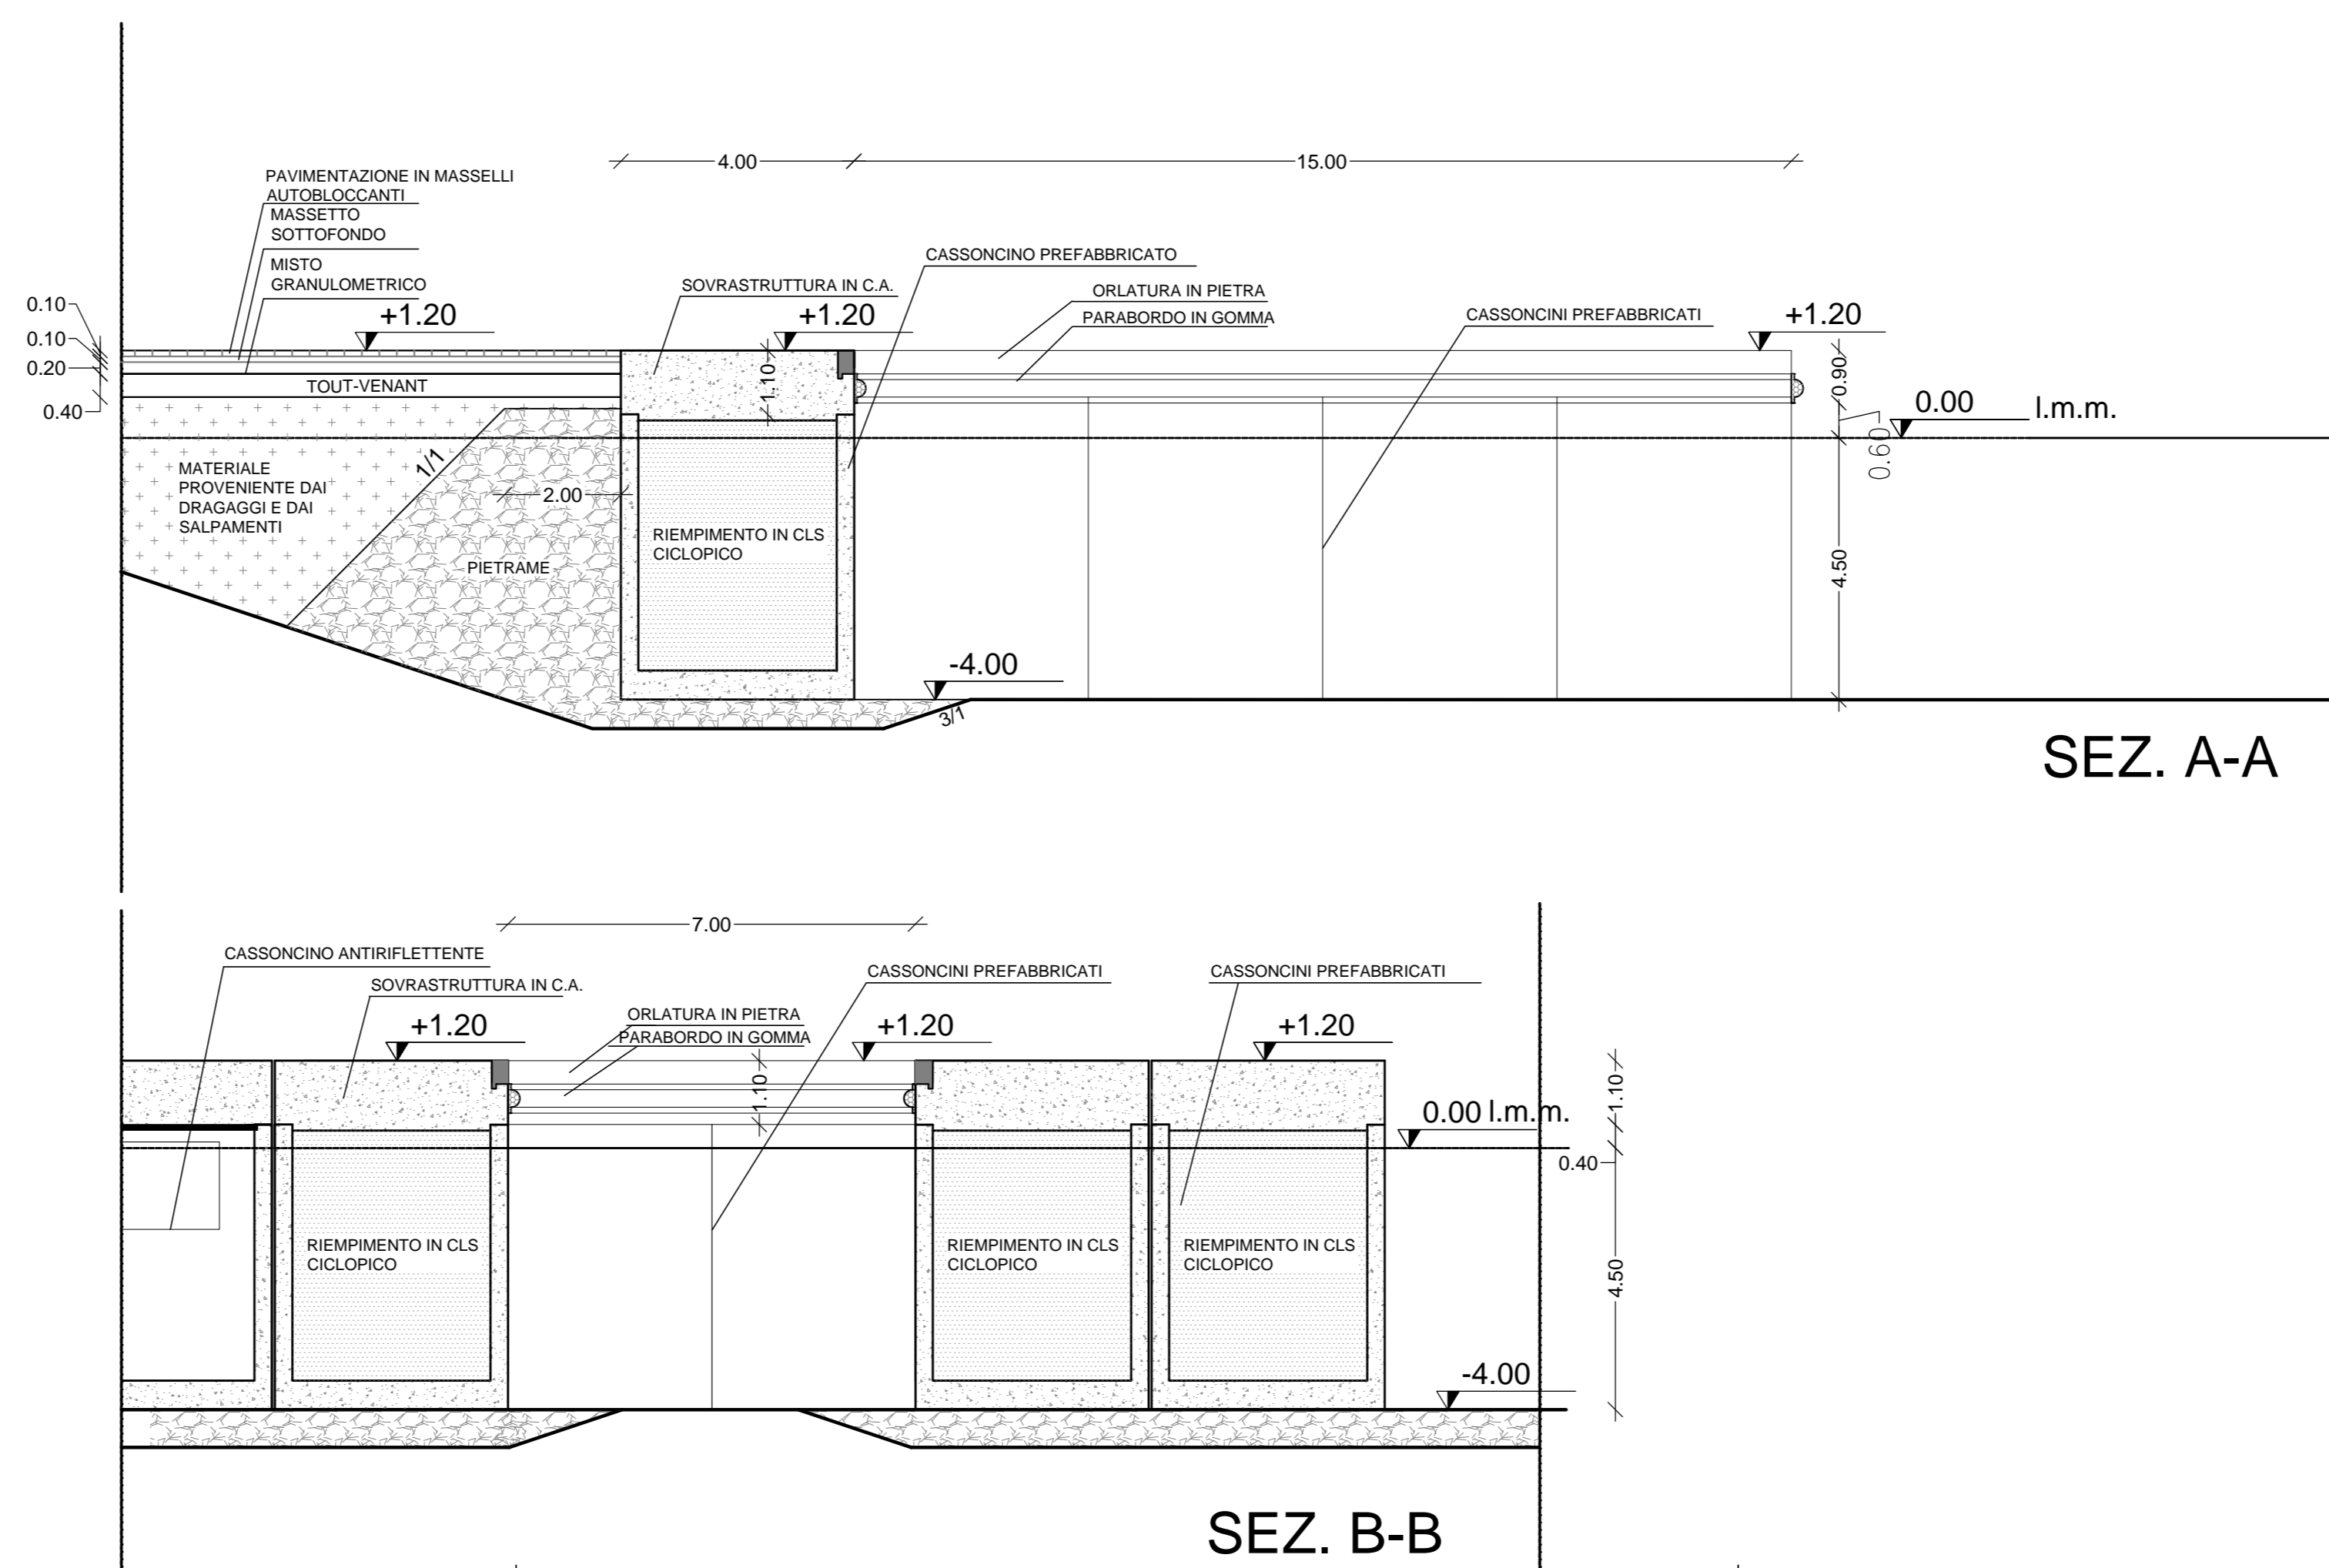 4.00
15.00
PAVIMENTAZIONE IN MASSELLI
AUTOBLOCCANTI
MASSETTO
SOTTOFONDO
MISTO
GRANULOMETRICO
CASSONCINO PREFABBRICATO
SOVRASTRUTTURA IN C.A.
ORLATURA IN PIETRA
PARABORDO IN GOMMA
CASSONCINI PREFABBRICATI
0.10
0.10
0.20
0.40
+1.20
+1.20
+1.20
TOUT-VENANT
1.10
0.90
0.00
l.m.m.
0.60
MATERIALE
PROVENIENTE DAI
DRAGAGGI E DAI
SALPAMENTI
1/1
2.00
PIETRAME
RIEMPIMENTO IN CLS
CICLOPICO
4.50
-4.00
3/1
SEZ. A-A
7.00
CASSONCINO ANTIRIFLETTENTE
SOVRASTRUTTURA IN C.A.
CASSONCINI PREFABBRICATI
CASSONCINI PREFABBRICATI
ORLATURA IN PIETRA
PARABORDO IN GOMMA
+1.20
+1.20
+1.20
1.10
1.10
0.00 l.m.m.
0.40
RIEMPIMENTO IN CLS
CICLOPICO
RIEMPIMENTO IN CLS
CICLOPICO
RIEMPIMENTO IN CLS
CICLOPICO
4.50
-4.00
SEZ. B-B